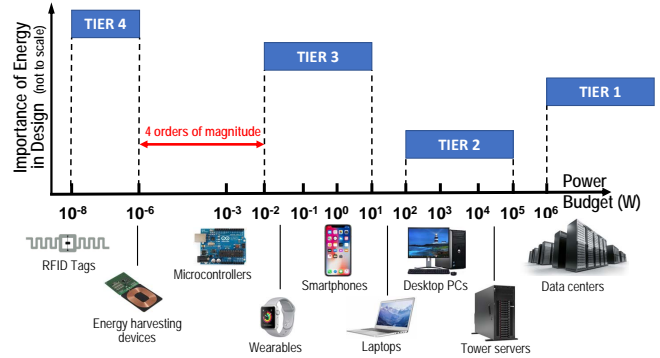 Importance of Energy
in Design (not to scale)
TIER 4
TIER 3
TIER 1
TIER 2
4 orders of magnitude
Power
Budget (W)
10⁻⁸ 10⁻⁶ 10⁻³ 10⁻² 10⁻¹ 10⁰ 10¹ 10² 10³ 10⁴ 10⁵ 10⁶
RFID Tags
Microcontrollers
Smartphones
Desktop PCs
Data centers
Energy harvesting
devices
Wearables
Laptops
Tower servers